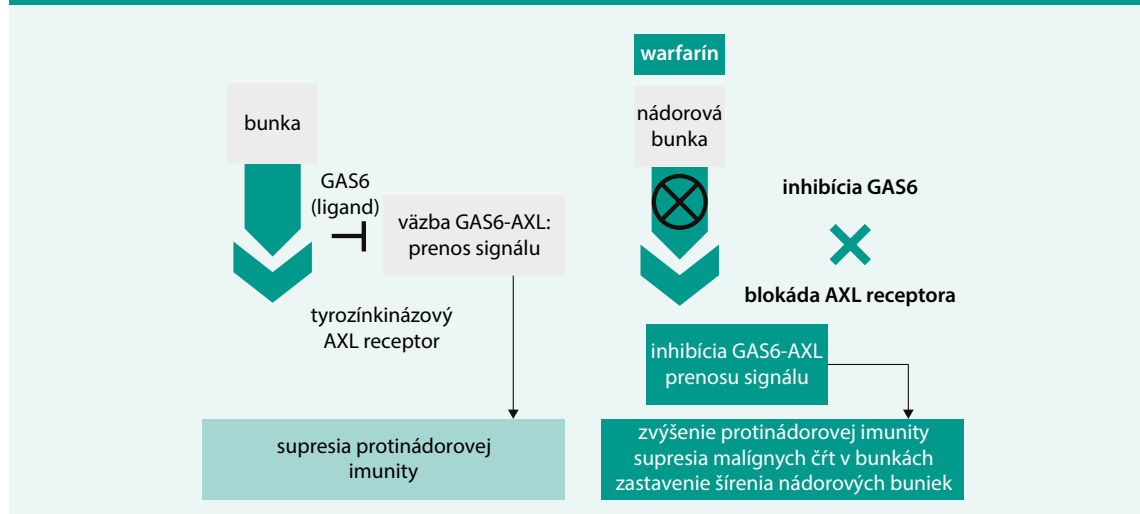 bunka
GAS6
(ligand)
väzba GAS6-AXL:
prenos signálu
tyrozínkinázový
AXL receptor
supresia protinádorovej
imunity
warfarín
nádorová
bunka
inhibícia GAS6
blokáda AXL receptora
inhibícia GAS6-AXL
prenosu signálu
zvýšenie protinádorovej imunity
supresia malígnych čŕt v bunkách
zastavenie šírenia nádorových buniek